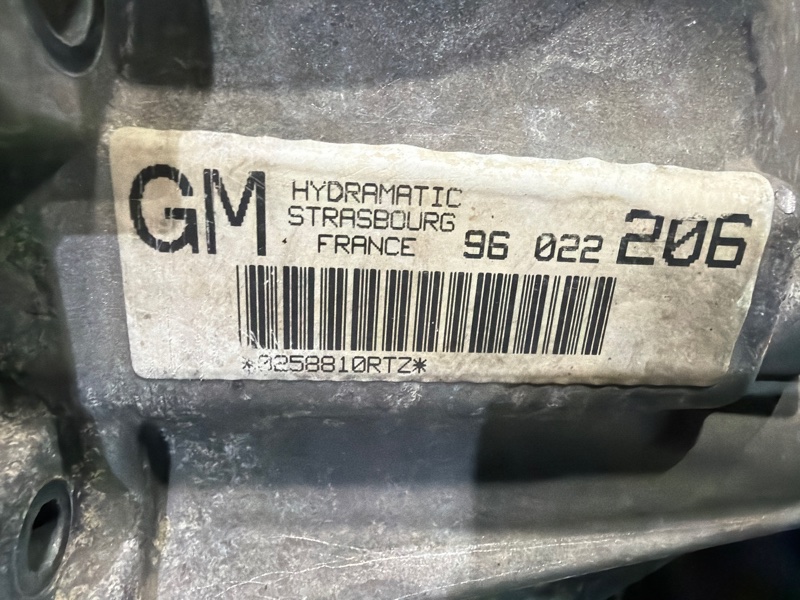 GM HYDRAMATIC
STRASBOURG
FRANCE 96 022 206
*0258810RTZ*